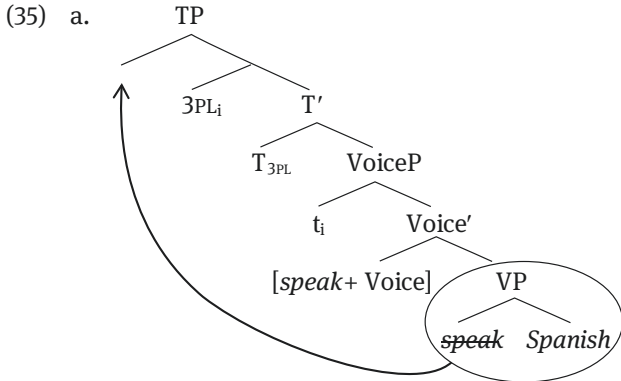 (35) a. TP
3PLi T′
T3PL VoiceP
ti Voice′
[speak + Voice] VP
speak Spanish